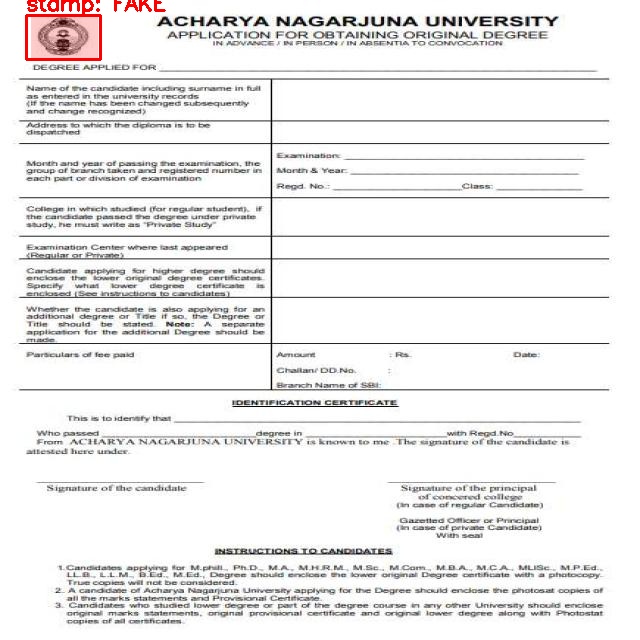 stamp: FAKE
ACHARYA NAGARJUNA UNIVERSITY
APPLICATION FOR OBTAINING ORIGINAL DEGREE
IN ADVANCE / IN PERSON / IN ABSENTIA TO CONVOCATION
DEGREE APPLIED FOR
Name of the candidate including surname in full
as entered in the university records
(If the name has been changed subsequently
and change recognized)
Address to which the diploma is to be
dispatched
Month and year of passing the examination, the
group of branch taken and registered number in
each part or division of examination
Examination:
Month & Year:
Regd. No.: Class:
College in which studied (for regular student), if
the candidate passed the degree under private
study, he must write as "Private Study"
Examination Center where last appeared
(Regular or Private)
Candidate applying for higher degree should
enclose the lower original degree certificates.
Specify what lower degree certificate is
enclosed (See instructions to candidates)
Whether the candidate is also applying for an
additional degree or Title if so, the Degree or
Title should be stated. Note: A separate
application for the additional Degree should be
made.
Particulars of fee paid
Amount : Rs. Date:
Challan/ DD.No. :
Branch Name of SBI:
IDENTIFICATION CERTIFICATE
This is to identify that
Who passed degree in with Regd.No
From ACHARYA NAGARJUNA UNIVERSITY is known to me .The signature of the candidate is
attested here under.
Signature of the candidate
Signature of the principal
of concered college
(In case of regular Candidate)
Gazetted Officer or Principal
(In case of private Candidate)
With seal
INSTRUCTIONS TO CANDIDATES
1.Candidates applying for M.phill., Ph.D., M.A., M.H.R.M., M.Sc., M.Com., M.B.A., M.C.A., MLISc., M.P.Ed.,
LL.B., L.L.M., B.Ed., M.Ed., Degree should enclose the lower Original Degree certificate with a photocopy.
True copies will not be considered.
2. A candidate of Acharya Nagarjuna University applying for the Degree should enclose the photosat copies of
all the marks statements and Provisional Certificate.
3. Candidates who studied lower degree or part of the degree course in any other University should enclose
original marks statements, original provisional certificate and original lower degree along with Photostat
copies of all certificates.